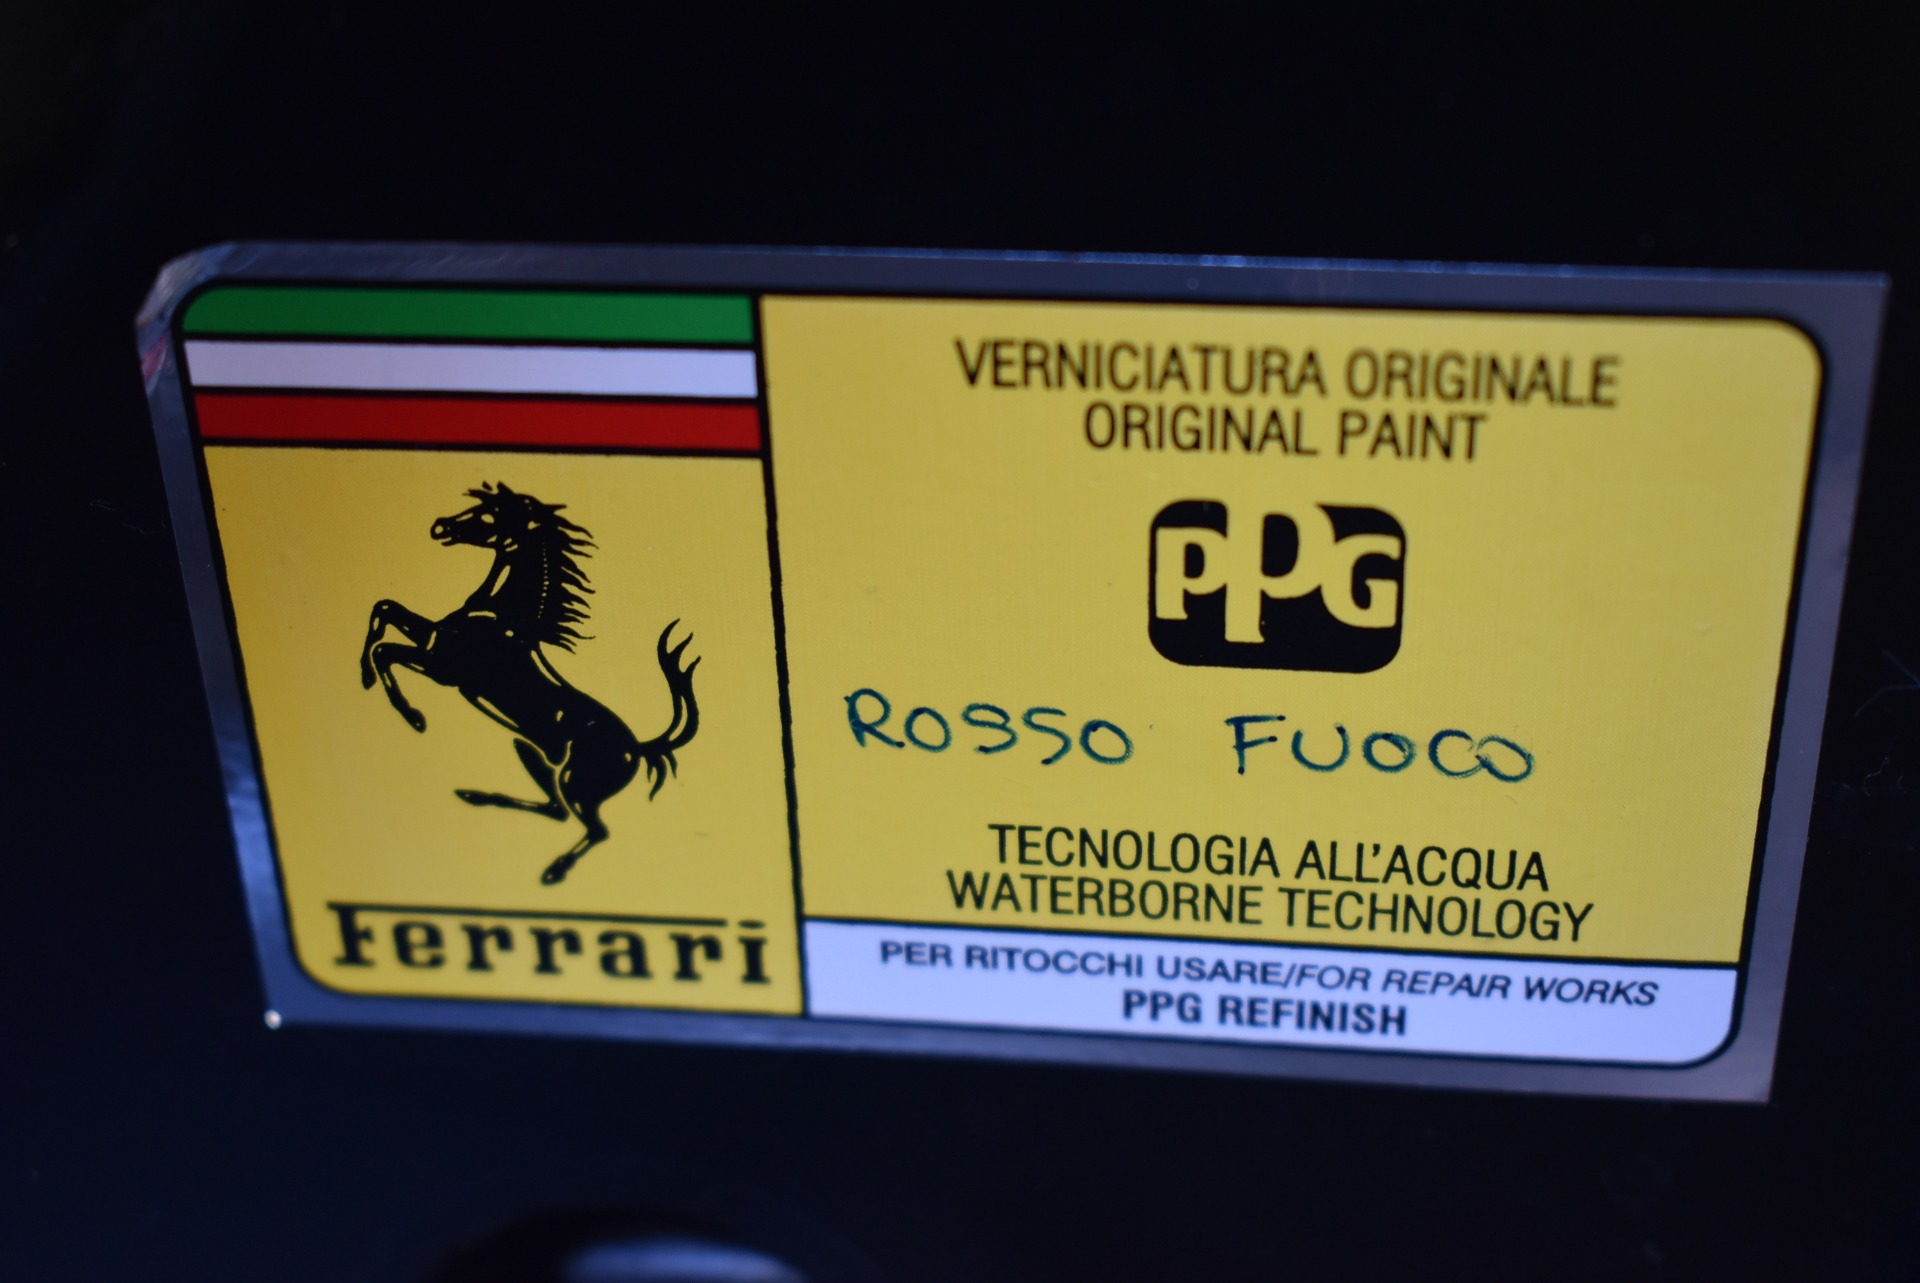 VERNICIATURA ORIGINALE
ORIGINAL PAINT
PPG
ROSSO FUOCO
TECNOLOGIA ALL'ACQUA
WATERBORNE TECHNOLOGY
Ferrari
PER RITOCCHI USARE/FOR REPAIR WORKS
PPG REFINISH